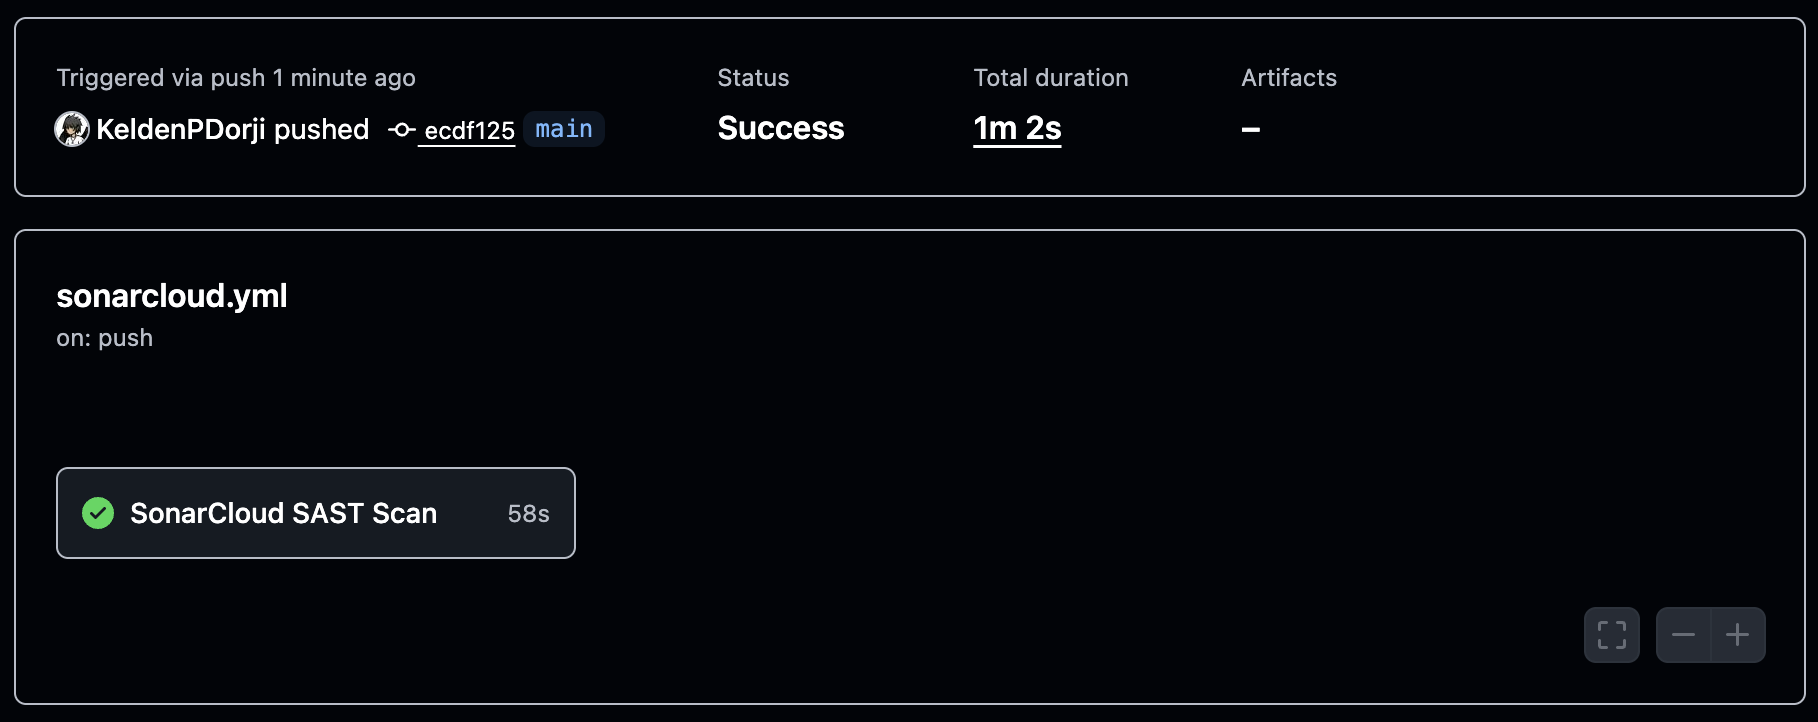 Triggered via push 1 minute ago
KeldenPDorji pushed ecdf125 main
Status
Success
Total duration
1m 2s
Artifacts
–
sonarcloud.yml
on: push
SonarCloud SAST Scan 58s